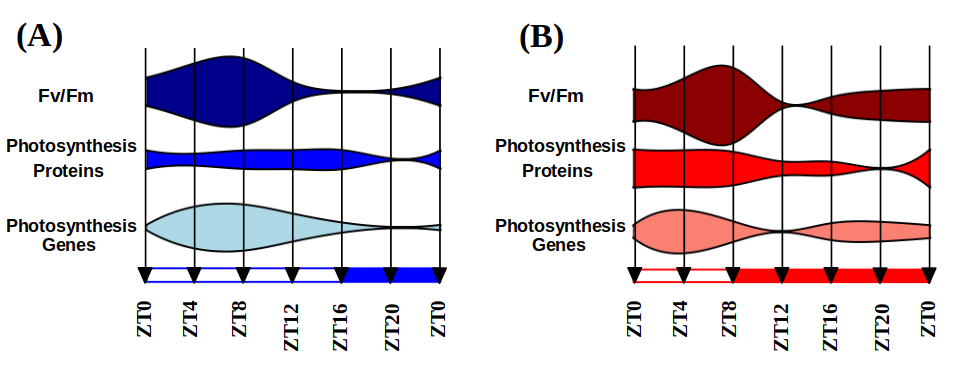 (A)
Fv/Fm
Photosynthesis
Proteins
Photosynthesis
Genes
ZT0
ZT4
ZT8
ZT12
ZT16
ZT20
ZT0
(B)
Fv/Fm
Photosynthesis
Proteins
Photosynthesis
Genes
ZT0
ZT4
ZT8
ZT12
ZT16
ZT20
ZT0